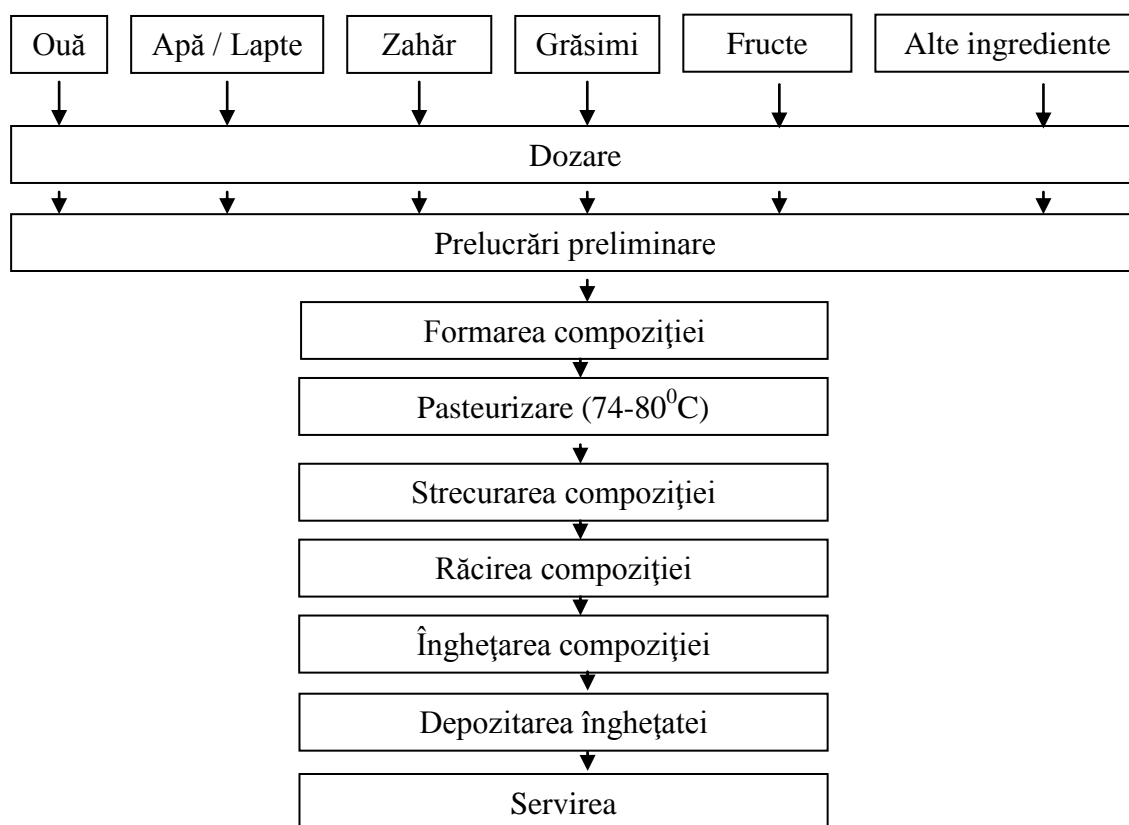 Ouă
Apă / Lapte
Zahăr
Grăsimi
Fructe
Alte ingrediente
Dozare
Prelucrări preliminare
Formarea compoziţiei
Pasteurizare (74-80⁰C)
Strecurarea compoziţiei
Răcirea compoziţiei
Îngheţarea compoziţiei
Depozitarea îngheţatei
Servirea